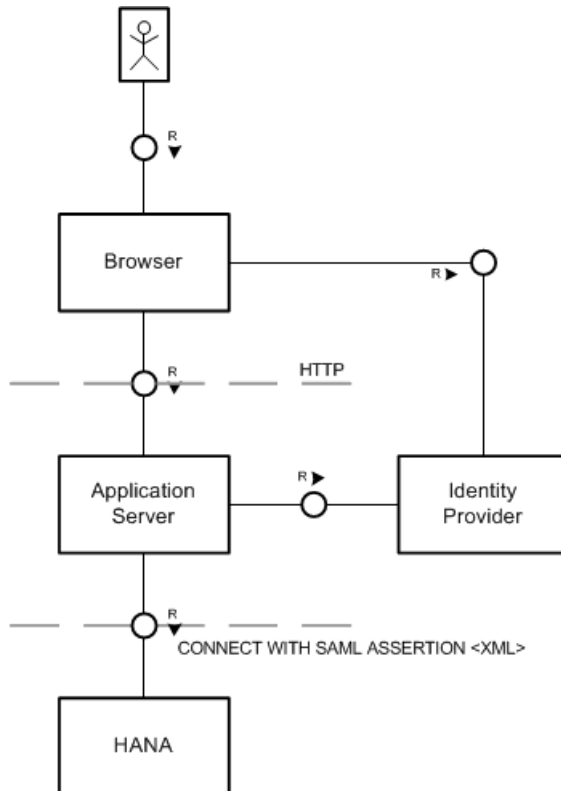 R
Browser
R
R
HTTP
Application
Server
R
Identity
Provider
R
CONNECT WITH SAML ASSERTION <XML>
HANA